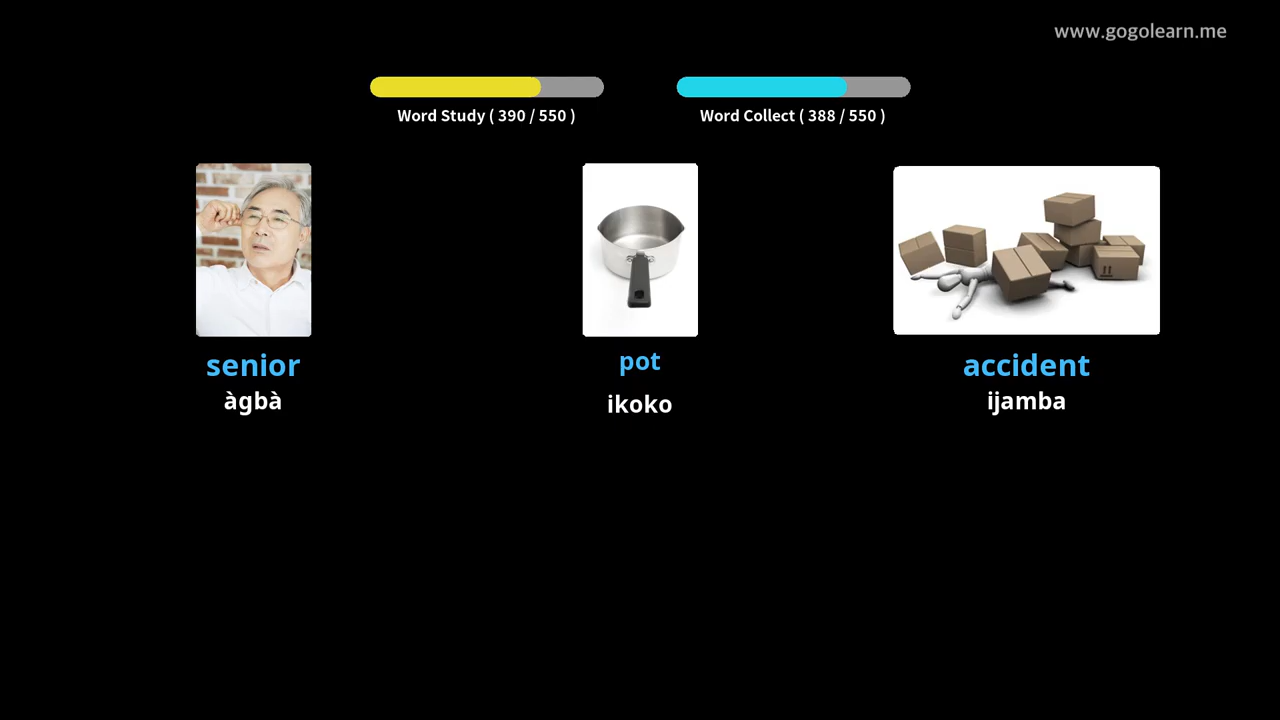 www.gogolearn.me
Word Study ( 390 / 550 )
Word Collect ( 388 / 550 )
senior
àgbà
pot
ikoko
accident
ijamba